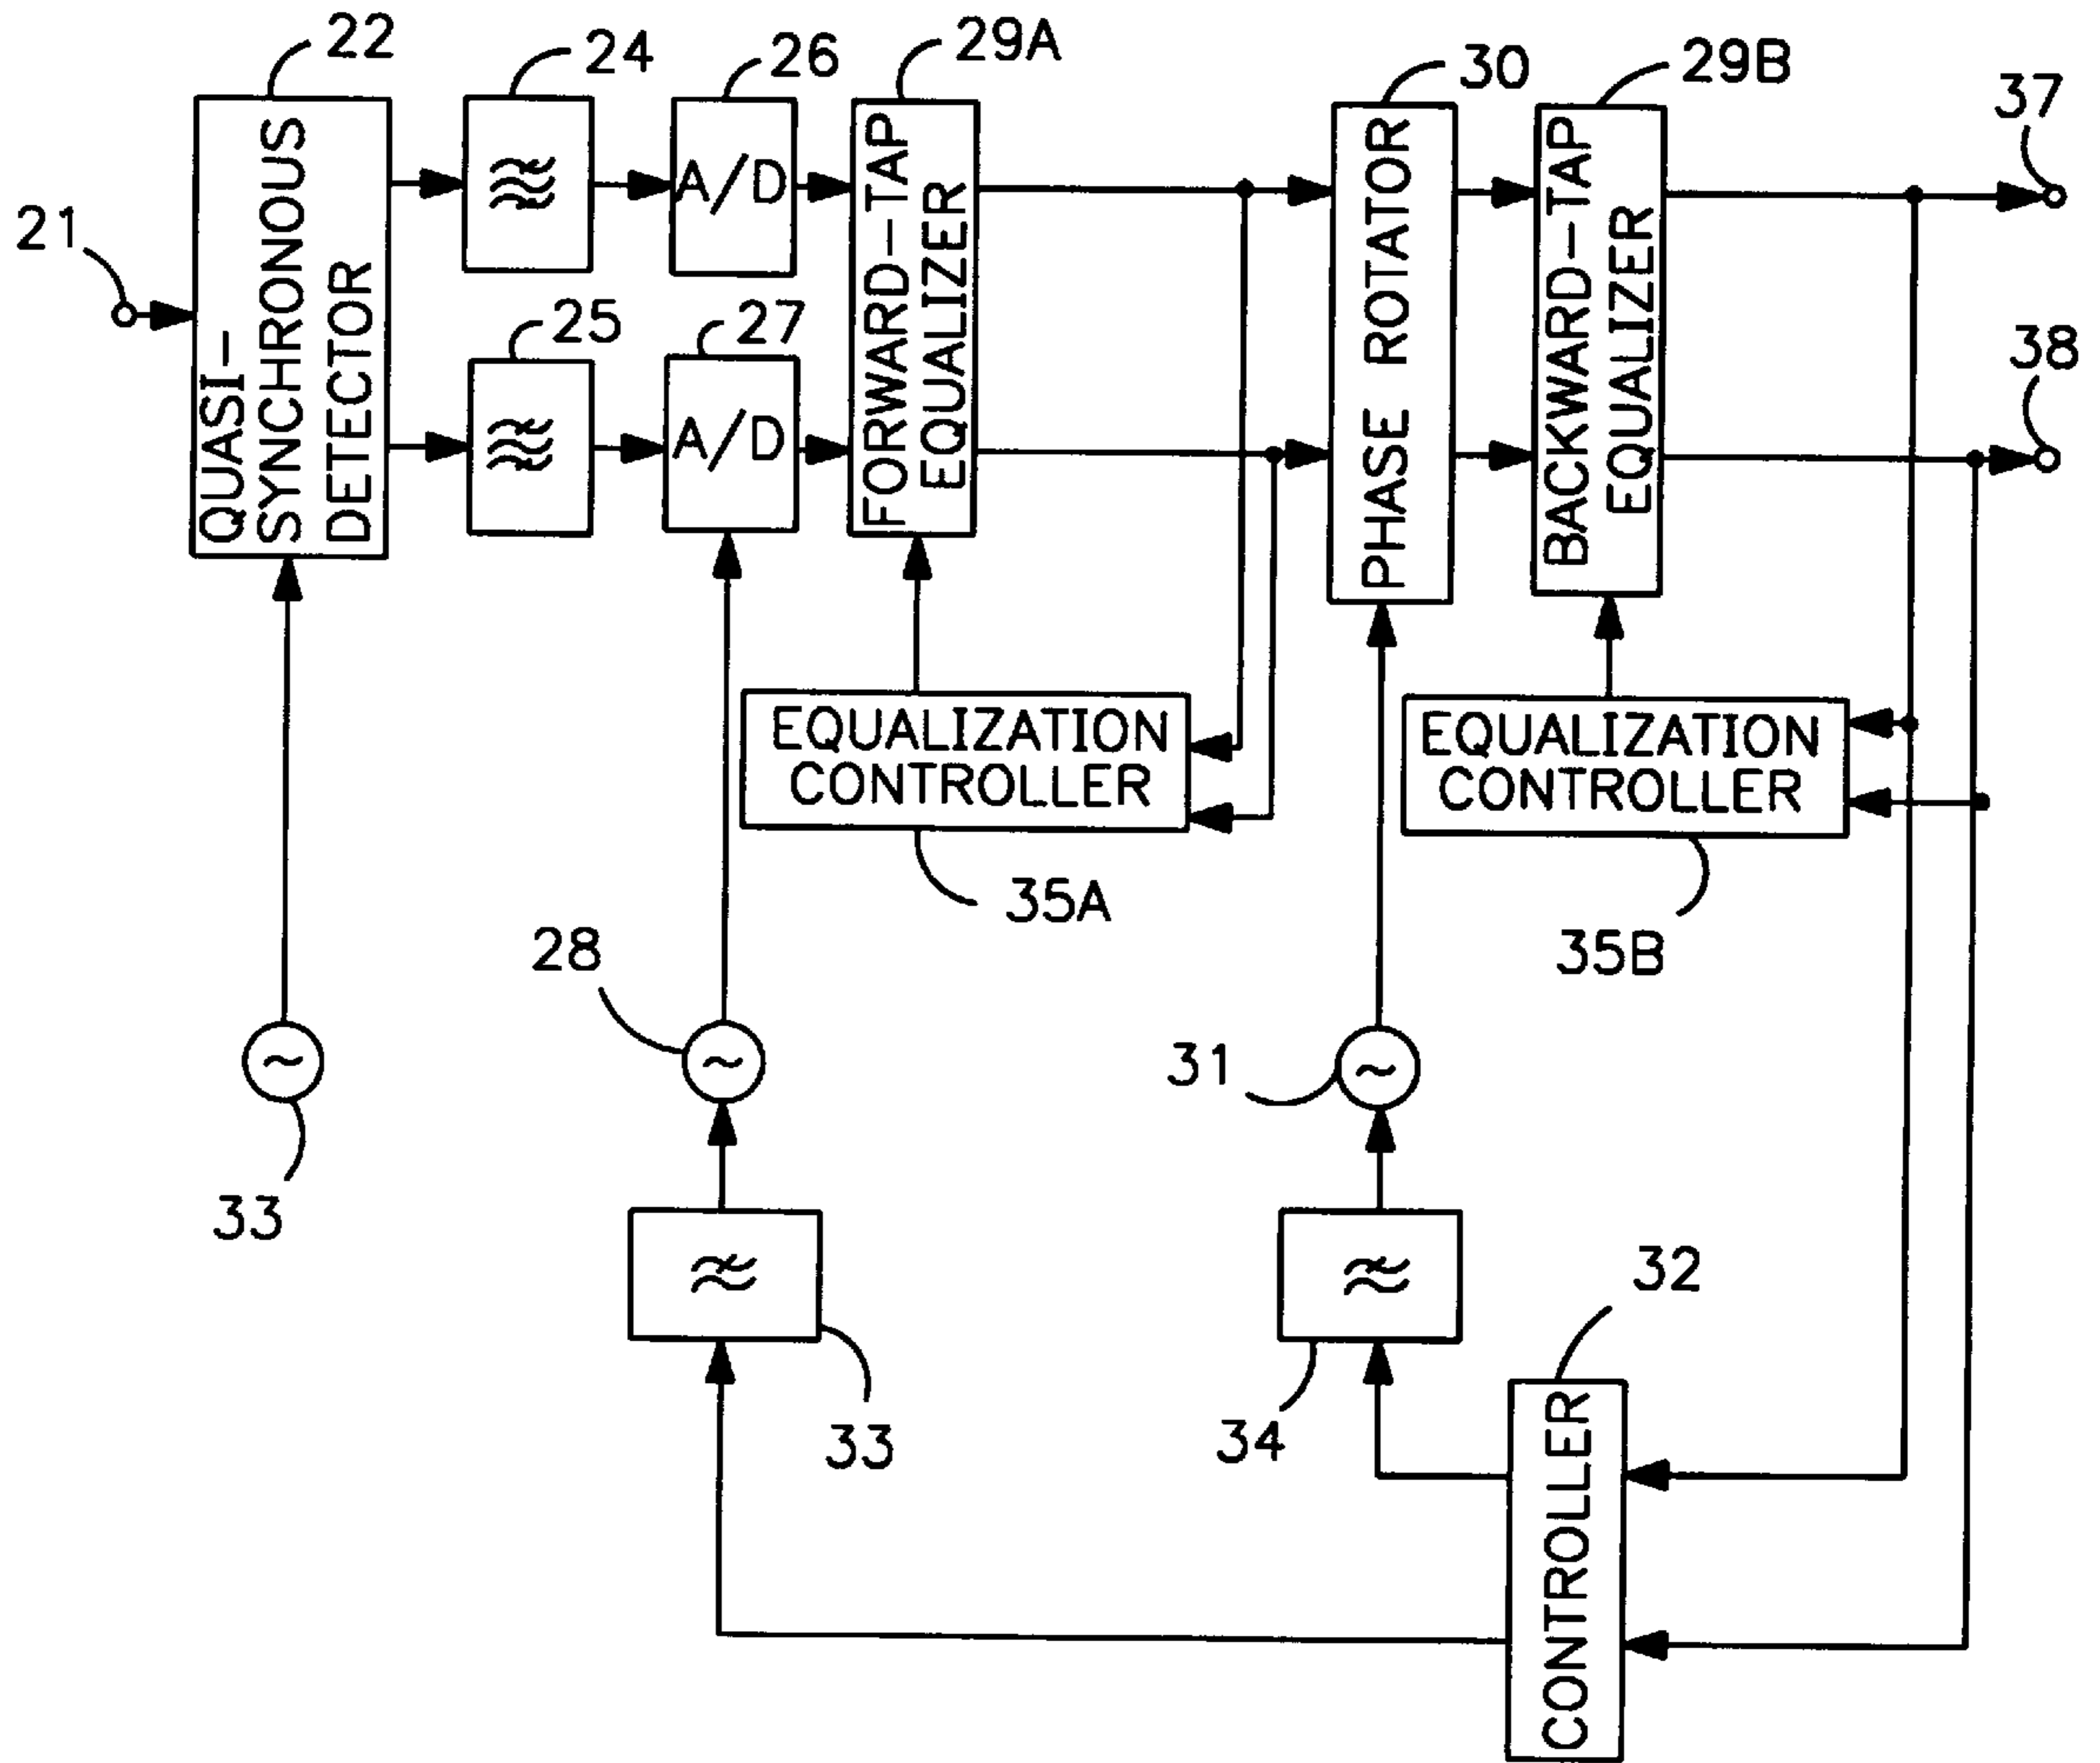 22
24
26
29A
30
29B
37
21
QUASI-
SYNCHRONOUS
DETECTOR
A/D
FORWARD-TAP
EQUALIZER
PHASE ROTATOR
BACKWARD-TAP
EQUALIZER
25
27
A/D
38
EQUALIZATION
CONTROLLER
EQUALIZATION
CONTROLLER
35A
35B
28
31
33
33
34
32
CONTROLLER